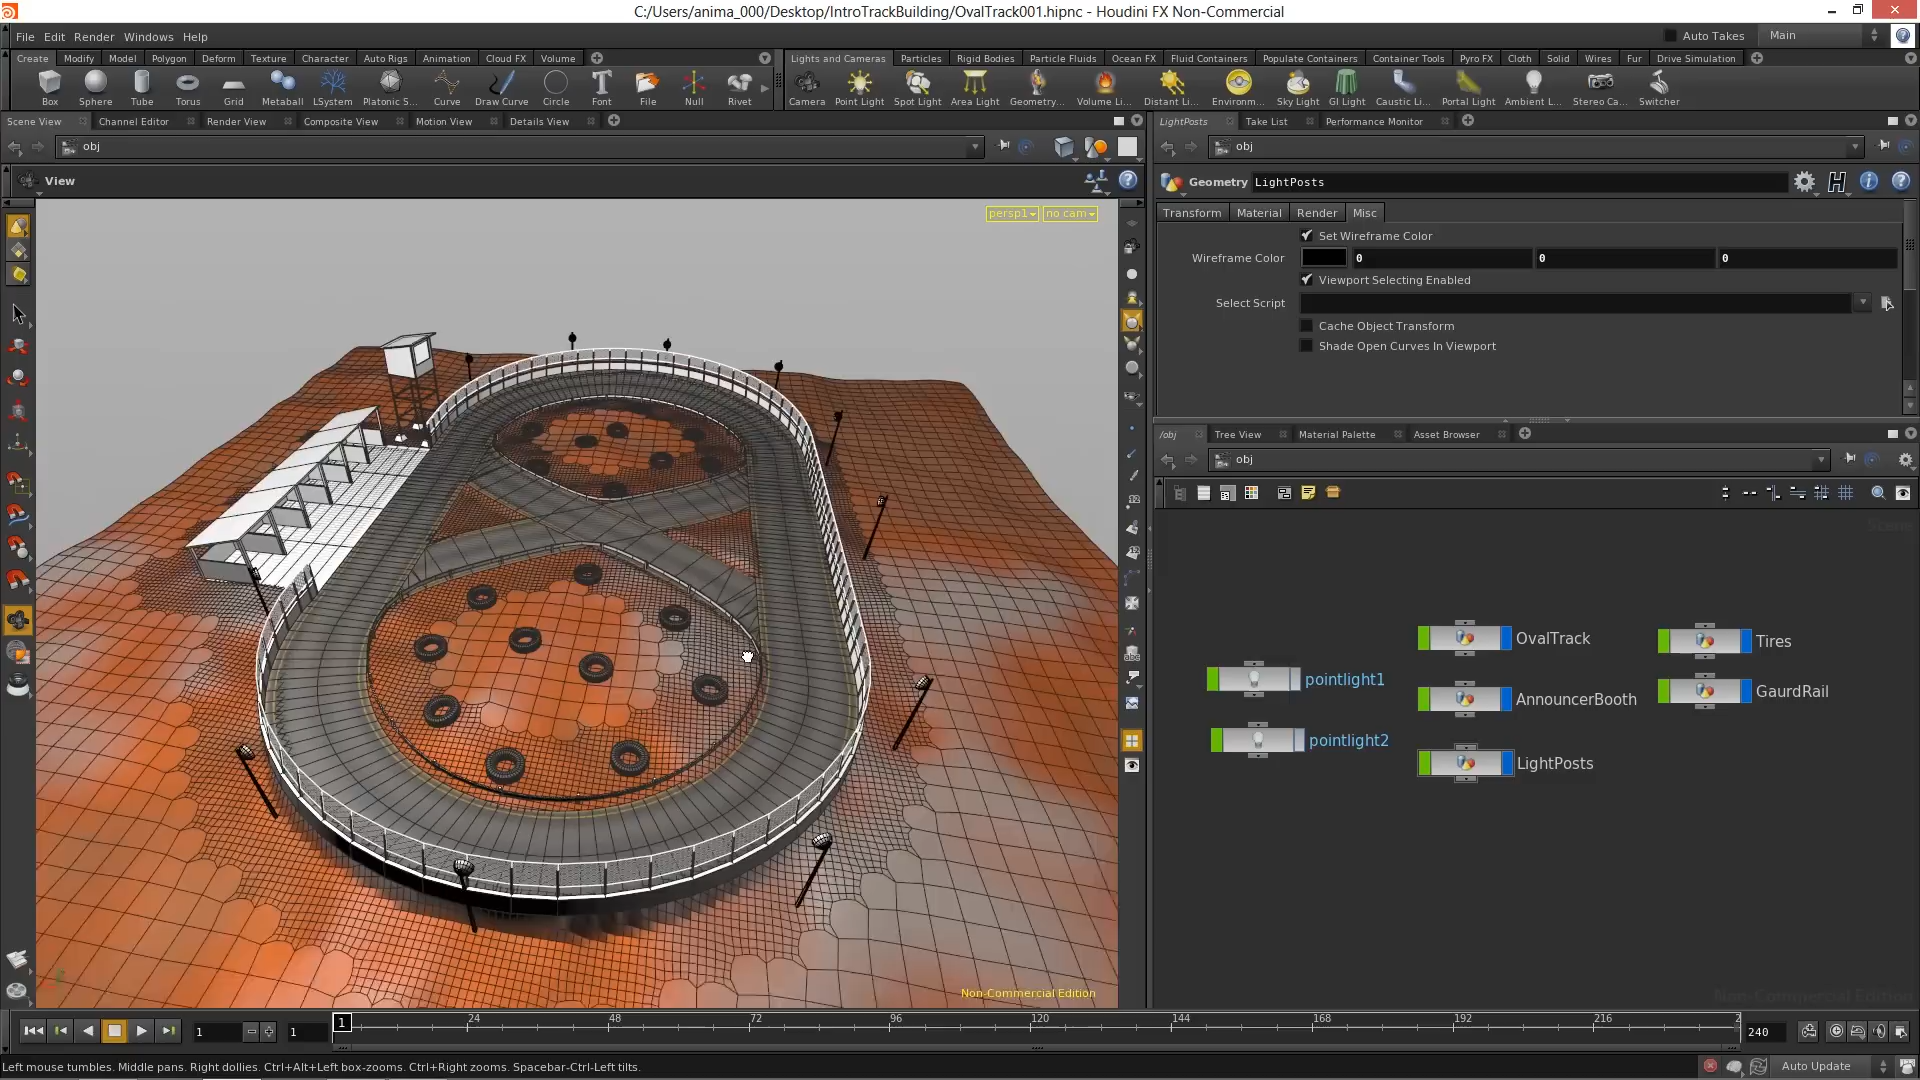 C:/Users/anima_000/Desktop/IntroTrackBuilding/OvalTrack001.hipnc - Houdini FX Non-Commercial
File Edit Render Windows Help
Auto Takes Main
Create Modify Model Polygon Deform Texture Character Auto Rigs Animation Cloud FX Volume
Lights and Cameras Particles Rigid Bodies Particle Fluids Ocean FX Fluid Containers Populate Containers Container Tools Pyro FX Cloth Solid Wires Fur Drive Simulation
Box Sphere Tube Torus Grid Metaball LSystem Platonic S... Curve Draw Curve Circle Font File Null Rivet
Camera Point Light Spot Light Area Light Geometry... Volume Li... Distant Li... Environm... Sky Light GI Light Caustic Li... Portal Light Ambient L... Stereo Ca... Switcher
Scene View Channel Editor Render View Composite View Motion View Details View
LightPosts Take List Performance Monitor
obj
obj
View
Geometry LightPosts
persp1 no cam
Transform Material Render Misc
Set Wireframe Color
Wireframe Color 0 0 0
Viewport Selecting Enabled
Select Script
Cache Object Transform
Shade Open Curves In Viewport
/obj Tree View Material Palette Asset Browser
obj
OvalTrack
Tires
pointlight1
AnnouncerBooth
GaurdRail
pointlight2
LightPosts
Non-Commercial Edition
Non-Commercial Edition
1 1 1 24 48 72 96 120 144 168 192 216 2 240
Left mouse tumbles. Middle pans. Right dollies. Ctrl+Alt+Left box-zooms. Ctrl+Right zooms. Spacebar-Ctrl-Left tilts.
Auto Update